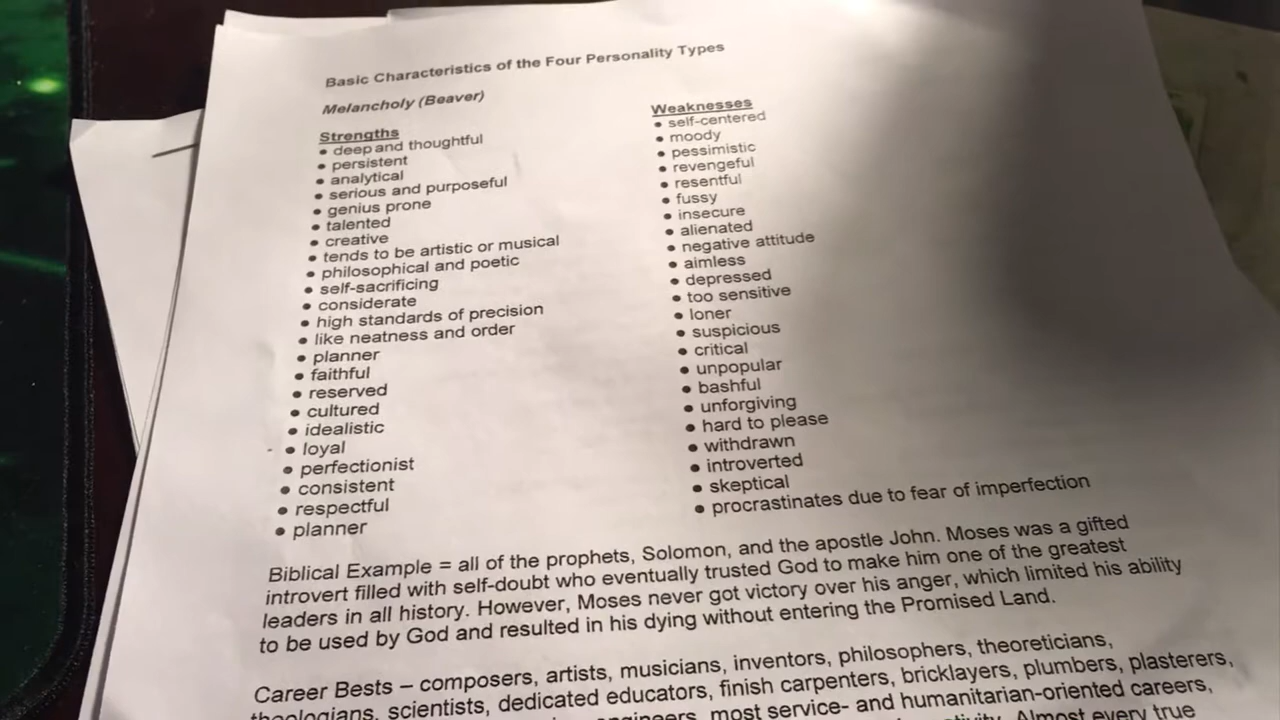 Basic Characteristics of the Four Personality Types
Melancholy (Beaver)
Strengths
• deep and thoughtful
• persistent
• analytical
• serious and purposeful
• genius prone
• talented
• creative
• tends to be artistic or musical
• philosophical and poetic
• self-sacrificing
• considerate
• high standards of precision
• like neatness and order
• planner
• faithful
• reserved
• cultured
• idealistic
• loyal
• perfectionist
• consistent
• respectful
• planner
Weaknesses
• self-centered
• moody
• pessimistic
• revengeful
• resentful
• fussy
• insecure
• alienated
• negative attitude
• aimless
• depressed
• too sensitive
• loner
• suspicious
• critical
• unpopular
• bashful
• unforgiving
• hard to please
• withdrawn
• introverted
• skeptical
• procrastinates due to fear of imperfection
Biblical Example = all of the prophets, Solomon, and the apostle John. Moses was a gifted
introvert filled with self-doubt who eventually trusted God to make him one of the greatest
leaders in all history. However, Moses never got victory over his anger, which limited his ability
to be used by God and resulted in his dying without entering the Promised Land.
Career Bests – composers, artists, musicians, inventors, philosophers, theoreticians,
theologians, scientists, dedicated educators, finish carpenters, bricklayers, plumbers, plasterers,
engineers, most service- and humanitarian-oriented careers,
Almost every true